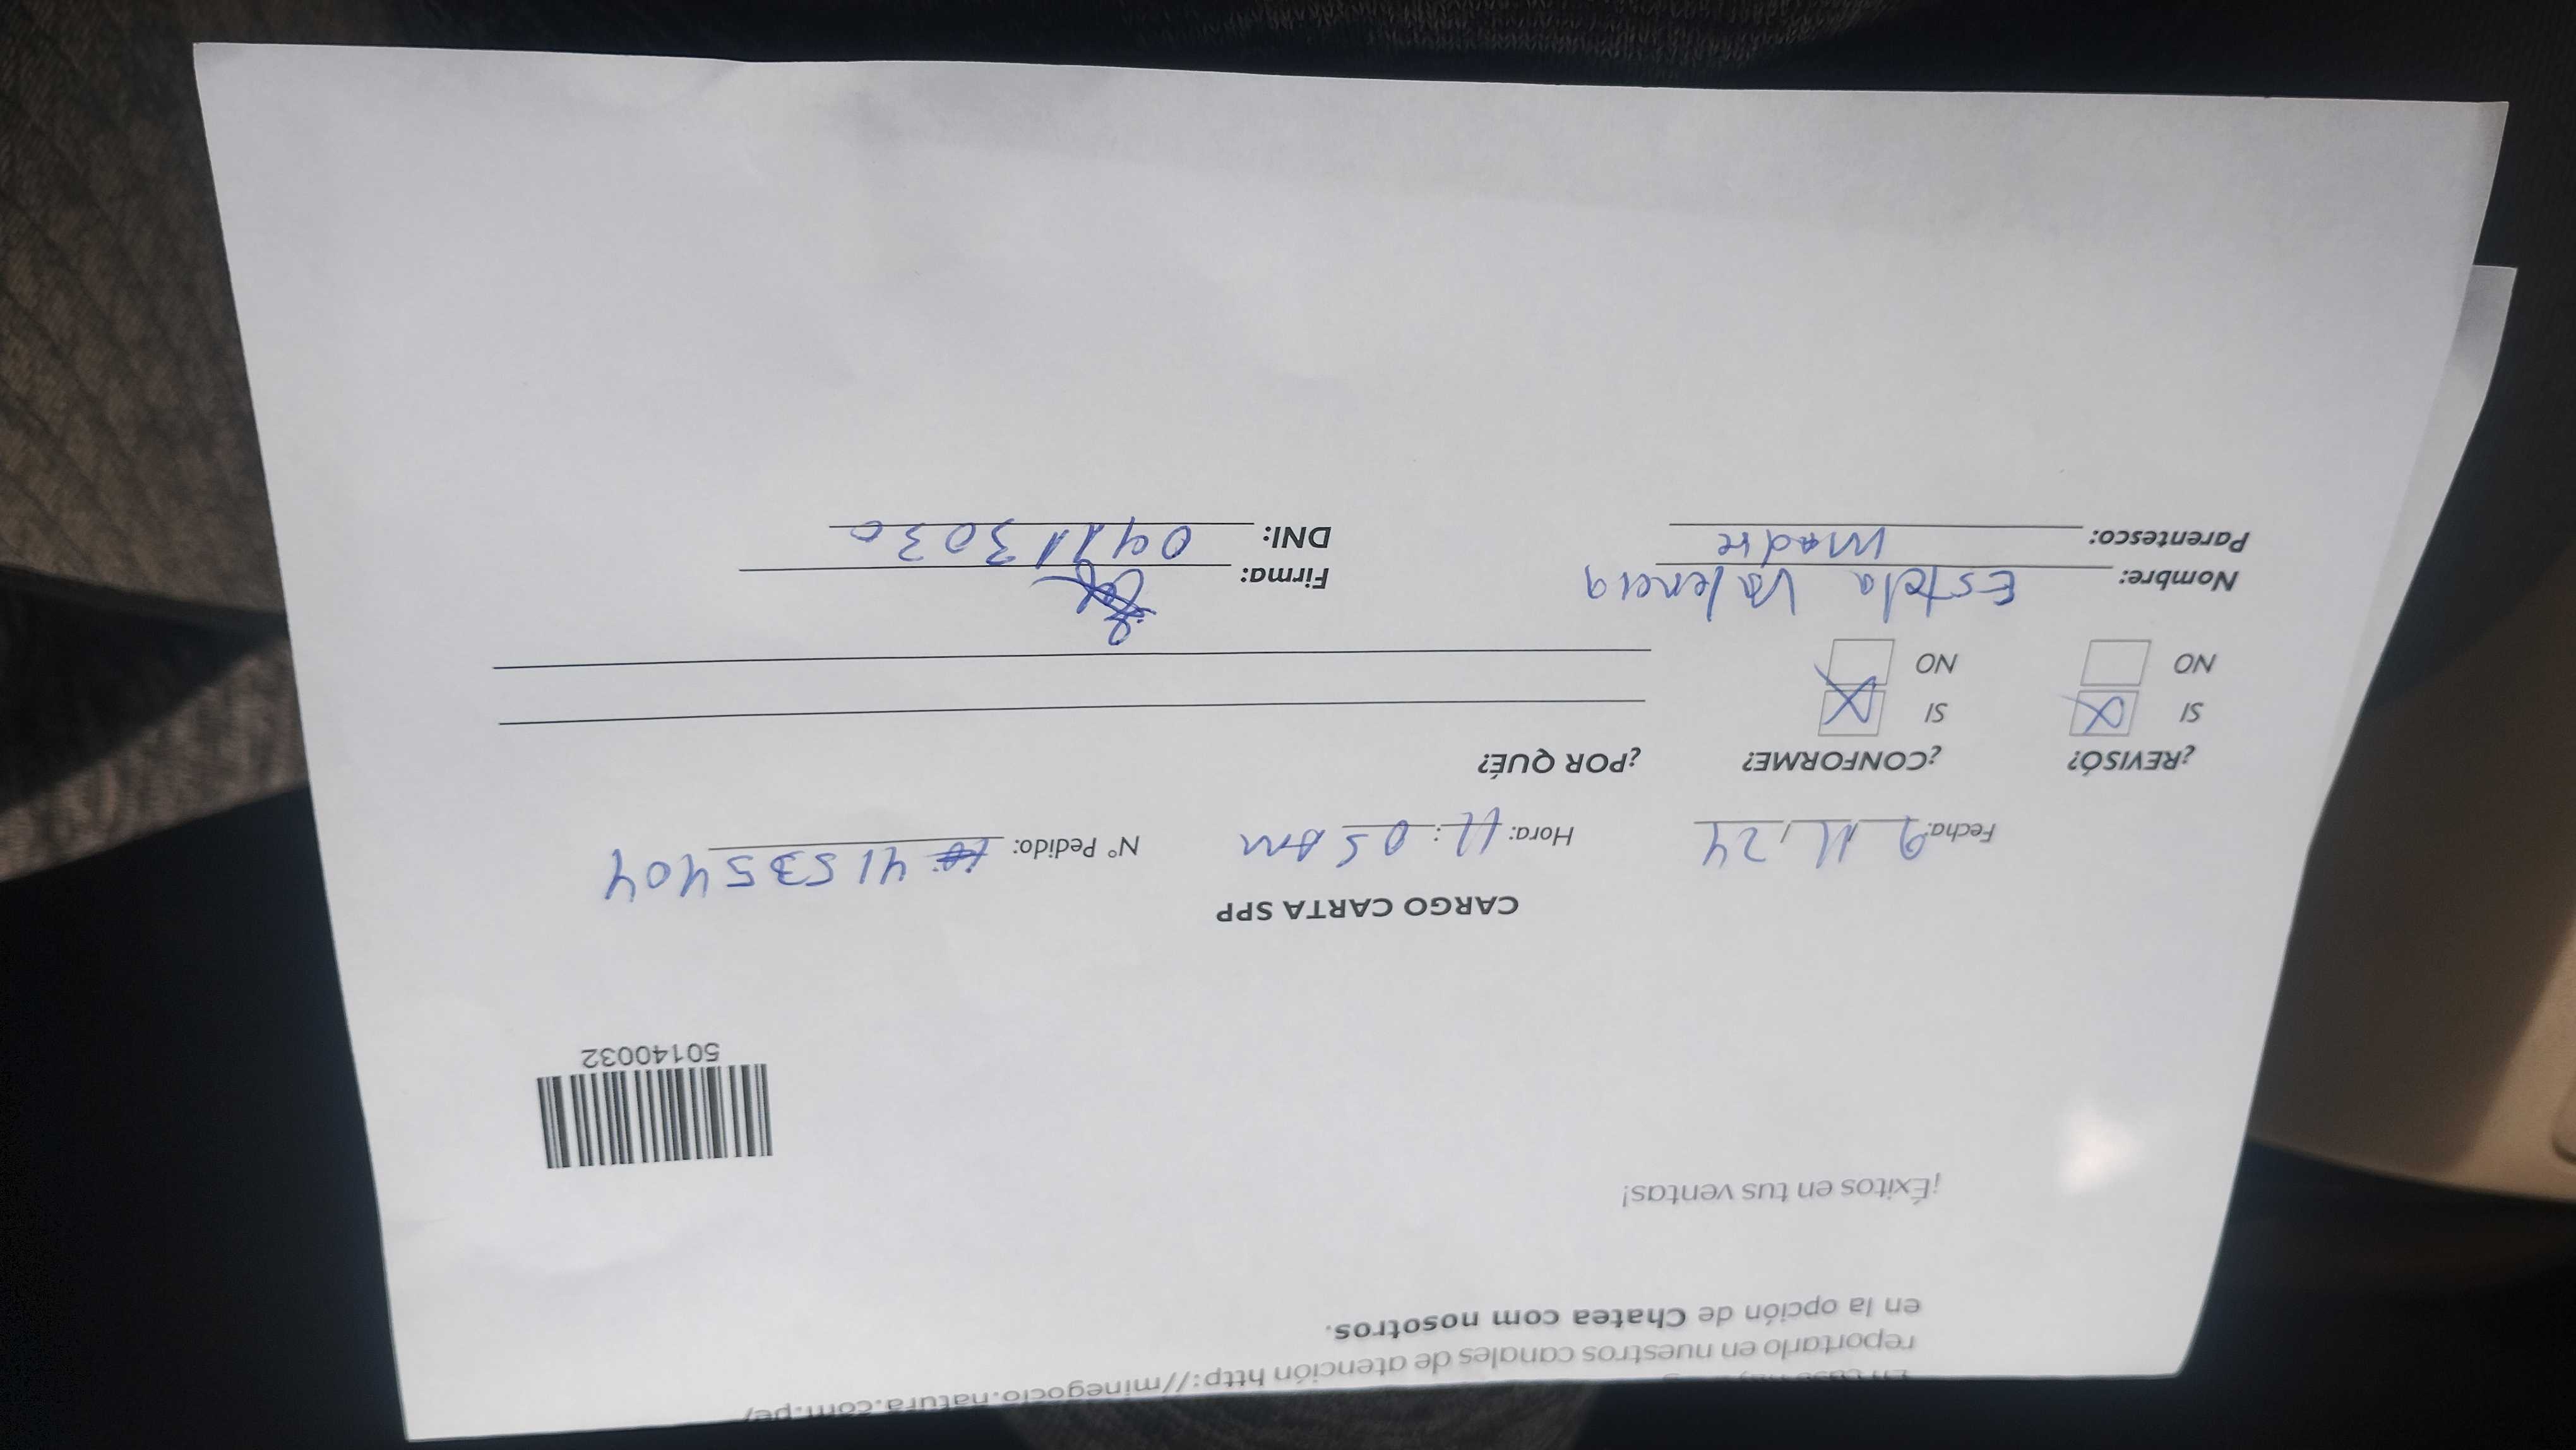 reportarlo en nuestros canales de atención http://minegocio.natura.com.pe/
en la opción de Chatea com nosotros.
¡Éxitos en tus ventas!
50140032
CARGO CARTA SPP
Fecha: 9 / 11 / 24 Hora: 11 : 05 Am N° Pedido: 41535404
¿REVISÓ? ¿CONFORME? ¿POR QUÉ?
SI X SI X
NO NO
Nombre: Estela Valencia Firma:
Parentesco: Madre DNI: 09113030